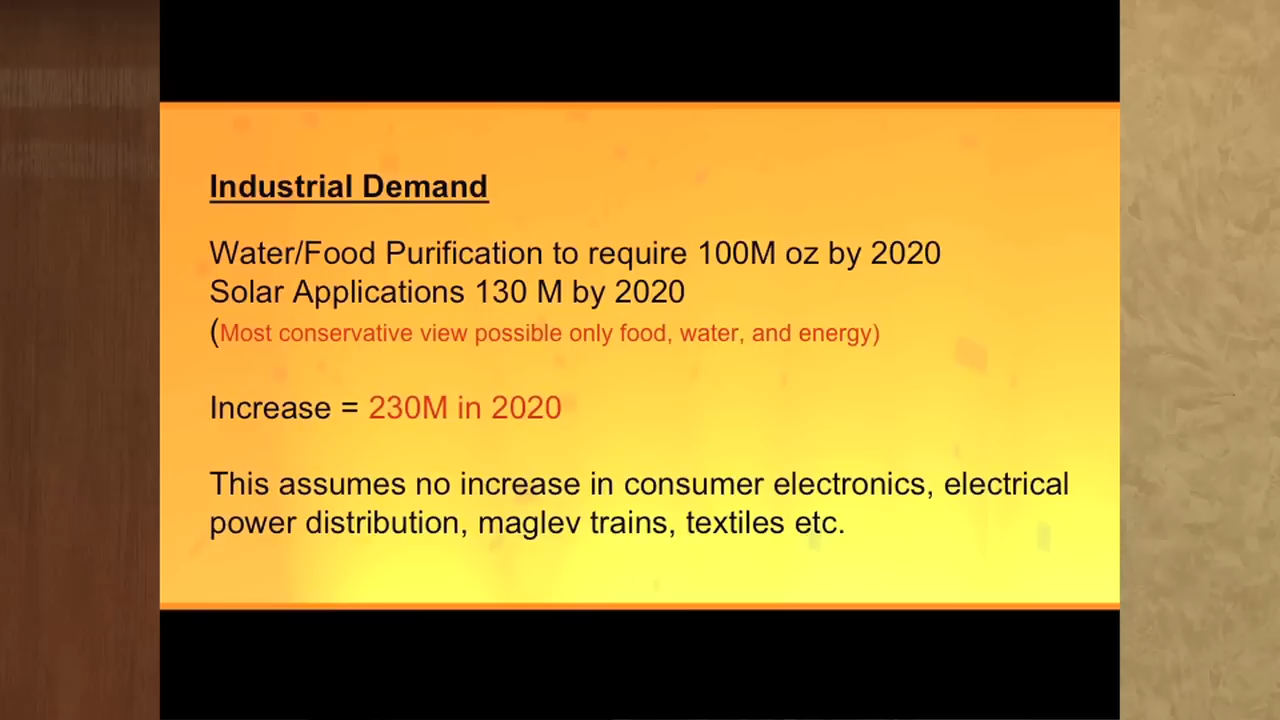 Industrial Demand
Water/Food Purification to require 100M oz by 2020
Solar Applications 130 M by 2020
(Most conservative view possible only food, water, and energy)
Increase = 230M in 2020
This assumes no increase in consumer electronics, electrical
power distribution, maglev trains, textiles etc.